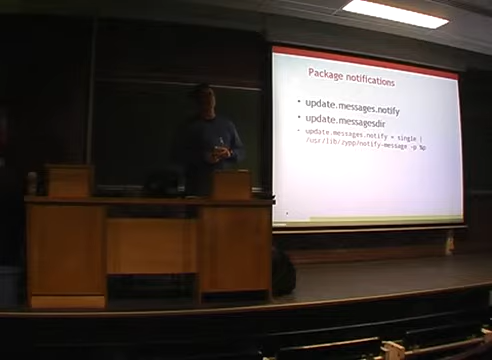 Package notifications
• update.messages.notify
• update.messagesdir
• update.messages.notify = single |
/usr/lib/zypp/notify-message -p %p